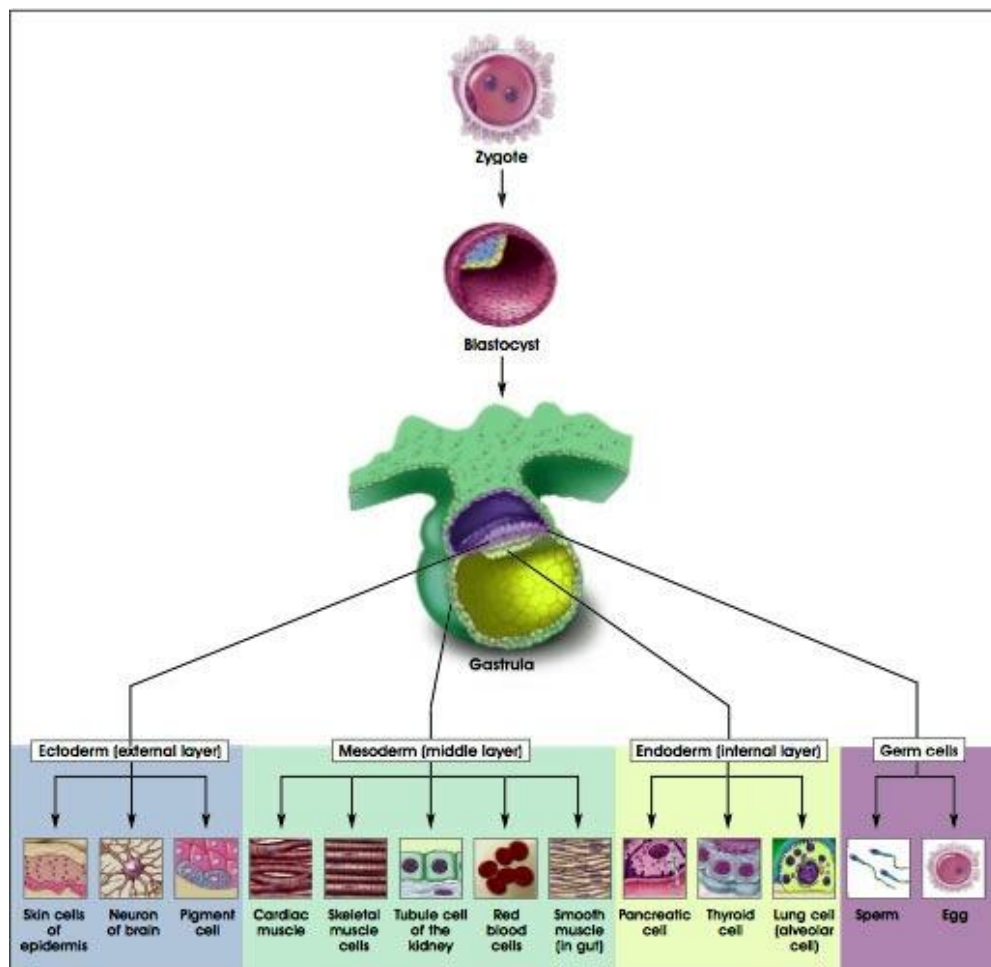 Zygote
Blastocyst
Gastrula
Ectoderm (external layer)
Mesoderm (middle layer)
Endoderm (internal layer)
Germ cells
Skin cells
of
epidermis
Neuron
of brain
Pigment
cell
Cardiac
muscle
Skeletal
muscle
cells
Tubule cell
of the
kidney
Red
blood
cells
Smooth
muscle
(in gut)
Pancreatic
cell
Thyroid
cell
Lung cell
(alveolar
cell)
Sperm
Egg